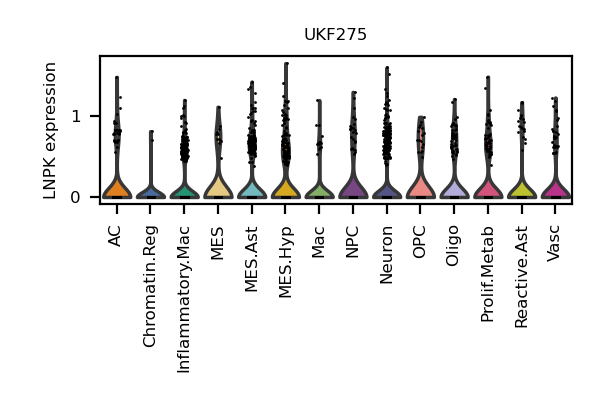 UKF275
LNPK expression
1
0
AC
Chromatin.Reg
Inflammatory.Mac
MES
MES.Ast
MES.Hyp
Mac
NPC
Neuron
OPC
Oligo
Prolif.Metab
Reactive.Ast
Vasc